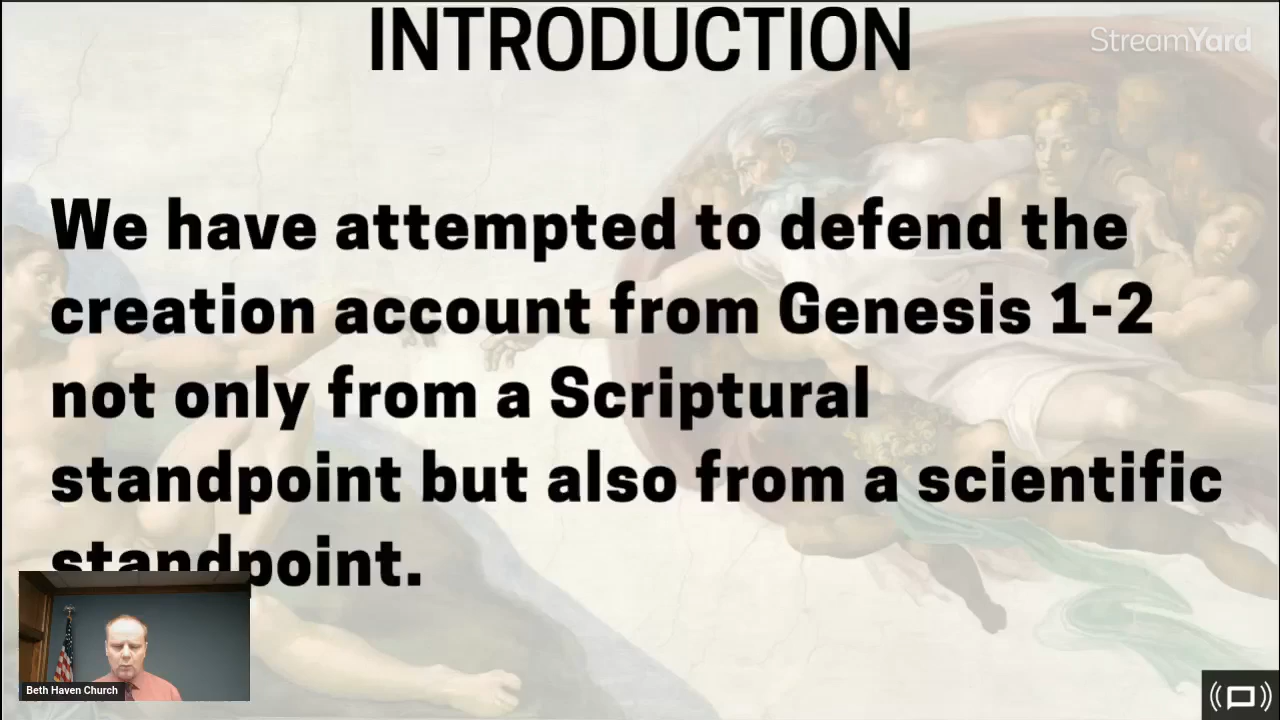 INTRODUCTION
StreamYard
We have attempted to defend the
creation account from Genesis 1-2
not only from a Scriptural
standpoint but also from a scientific
standpoint.
Beth Haven Church